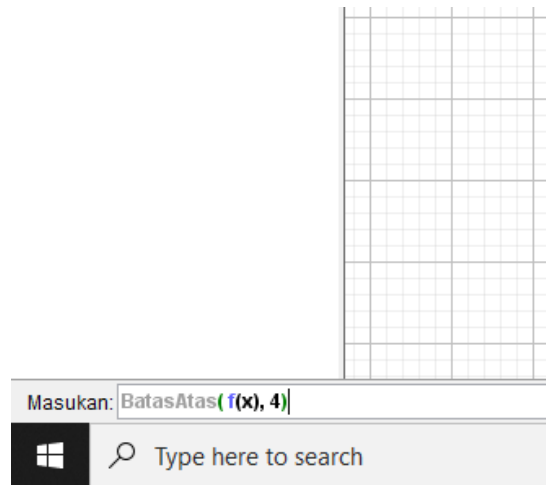 Masukan: BatasAtas( f(x), 4)
Type here to search